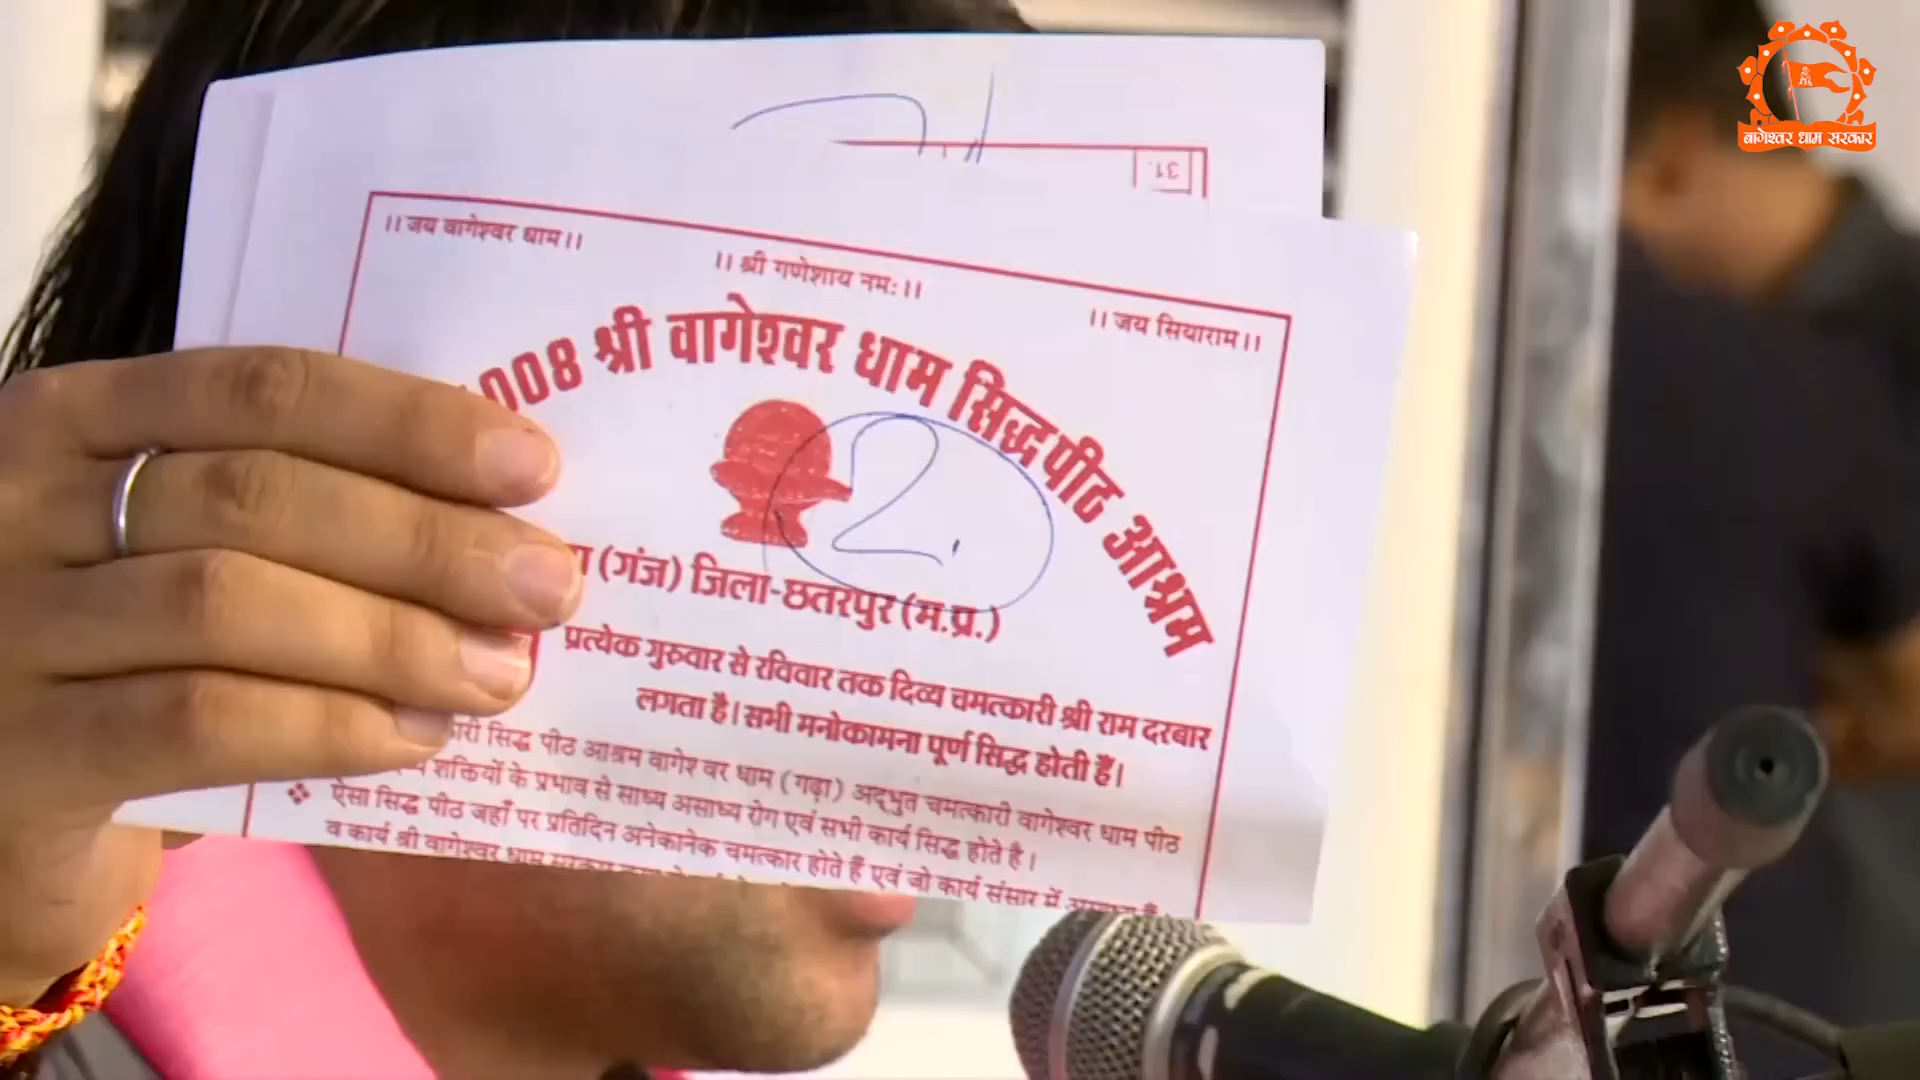 बागेश्वर धाम सरकार
31.
।। जय वागेश्वर धाम।।
।। श्री गणेशाय नमः।।
।। जय सियाराम।।
008 श्री वागेश्वर धाम सिद्धपीठ आश्रम
2.
(गंज) जिला-छतरपुर (म.प्र.)
प्रत्येक गुरुवार से रविवार तक दिव्य चमत्कारी श्री राम दरबार
लगता है। सभी मनोकामना पूर्ण सिद्ध होती हैं।
सिद्ध पीठ आश्रम वागेश्वर धाम (गढ़ा) अद्भुत चमत्कारी वागेश्वर धाम पीठ
शक्तियों के प्रभाव से साध्य असाध्य रोग एवं सभी कार्य सिद्ध होते है।
ऐसा सिद्ध पीठ जहाँ पर प्रतिदिन अनेकानेक चमत्कार होते हैं एवं जो कार्य संसार में
व कार्य श्री वागेश्वर धाम